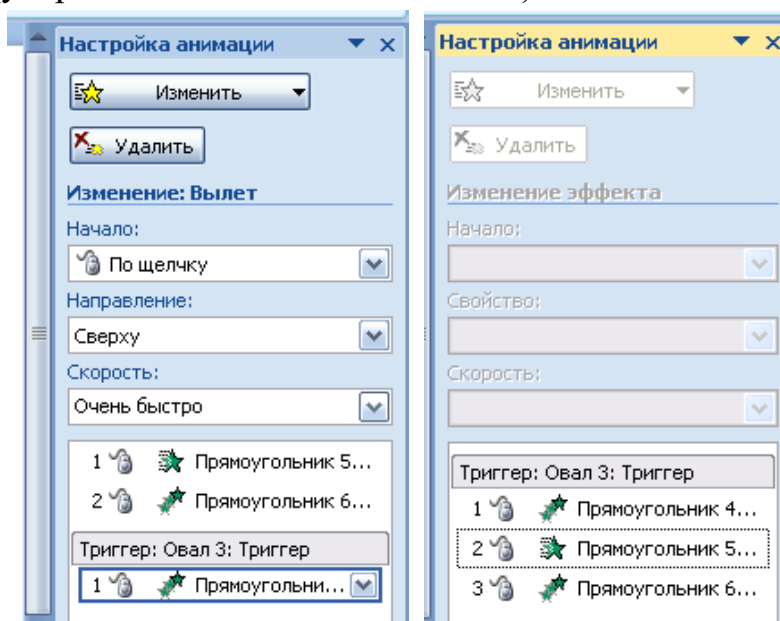 Настройка анимации
Изменить
Удалить
Изменение: Вылет
Начало:
По щелчку
Направление:
Сверху
Скорость:
Очень быстро
1 Прямоугольник 5...
2 Прямоугольник 6...
Триггер: Овал 3: Триггер
1 Прямоугольни...
Настройка анимации
Изменить
Удалить
Изменение эффекта
Начало:
Свойство:
Скорость:
Триггер: Овал 3: Триггер
1 Прямоугольник 4...
2 Прямоугольник 5...
3 Прямоугольник 6...